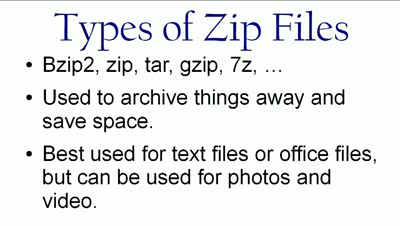 Types of Zip Files
• Bzip2, zip, tar, gzip, 7z, …
• Used to archive things away and
save space.
• Best used for text files or office files,
but can be used for photos and
video.